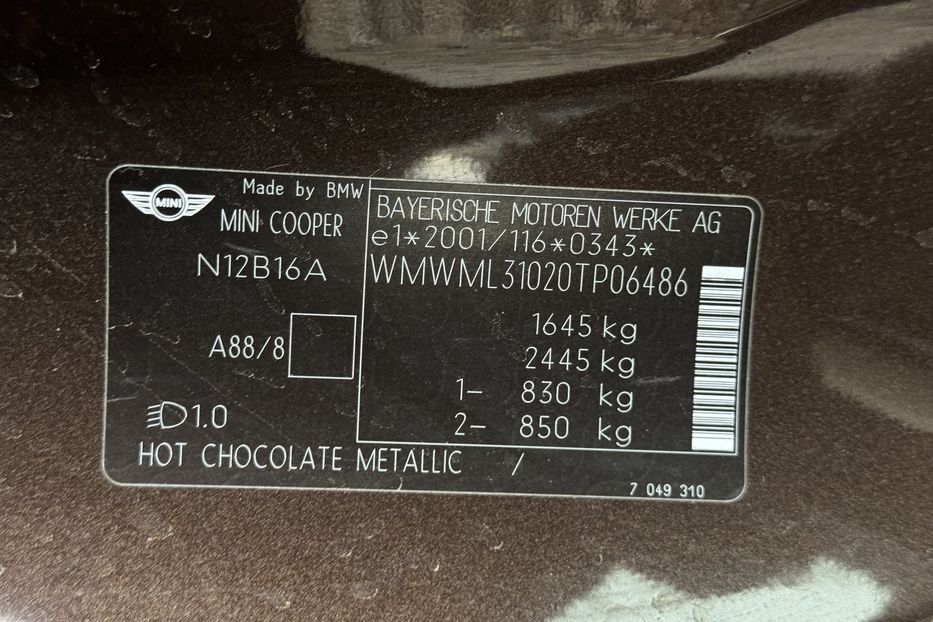 MINI
Made by BMW
MINI COOPER
N12B16A
A88/8
1.0
BAYERISCHE MOTOREN WERKE AG
e1*2001/116*0343*
WMWML31020TP06486
1645 kg
2445 kg
1- 830 kg
2- 850 kg
HOT CHOCOLATE METALLIC /
7 049 310